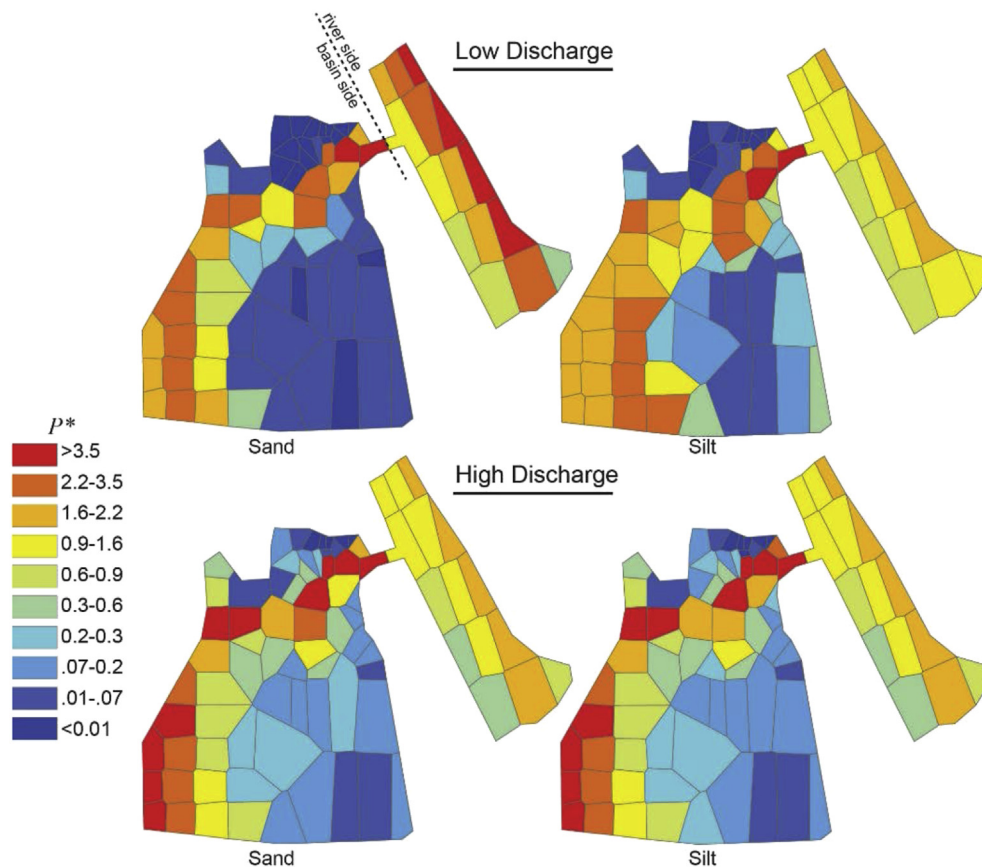 river side
basin side
Low Discharge
Sand
Silt
P*
>3.5
2.2-3.5
1.6-2.2
0.9-1.6
0.6-0.9
0.3-0.6
0.2-0.3
.07-0.2
.01-.07
<0.01
High Discharge
Sand
Silt